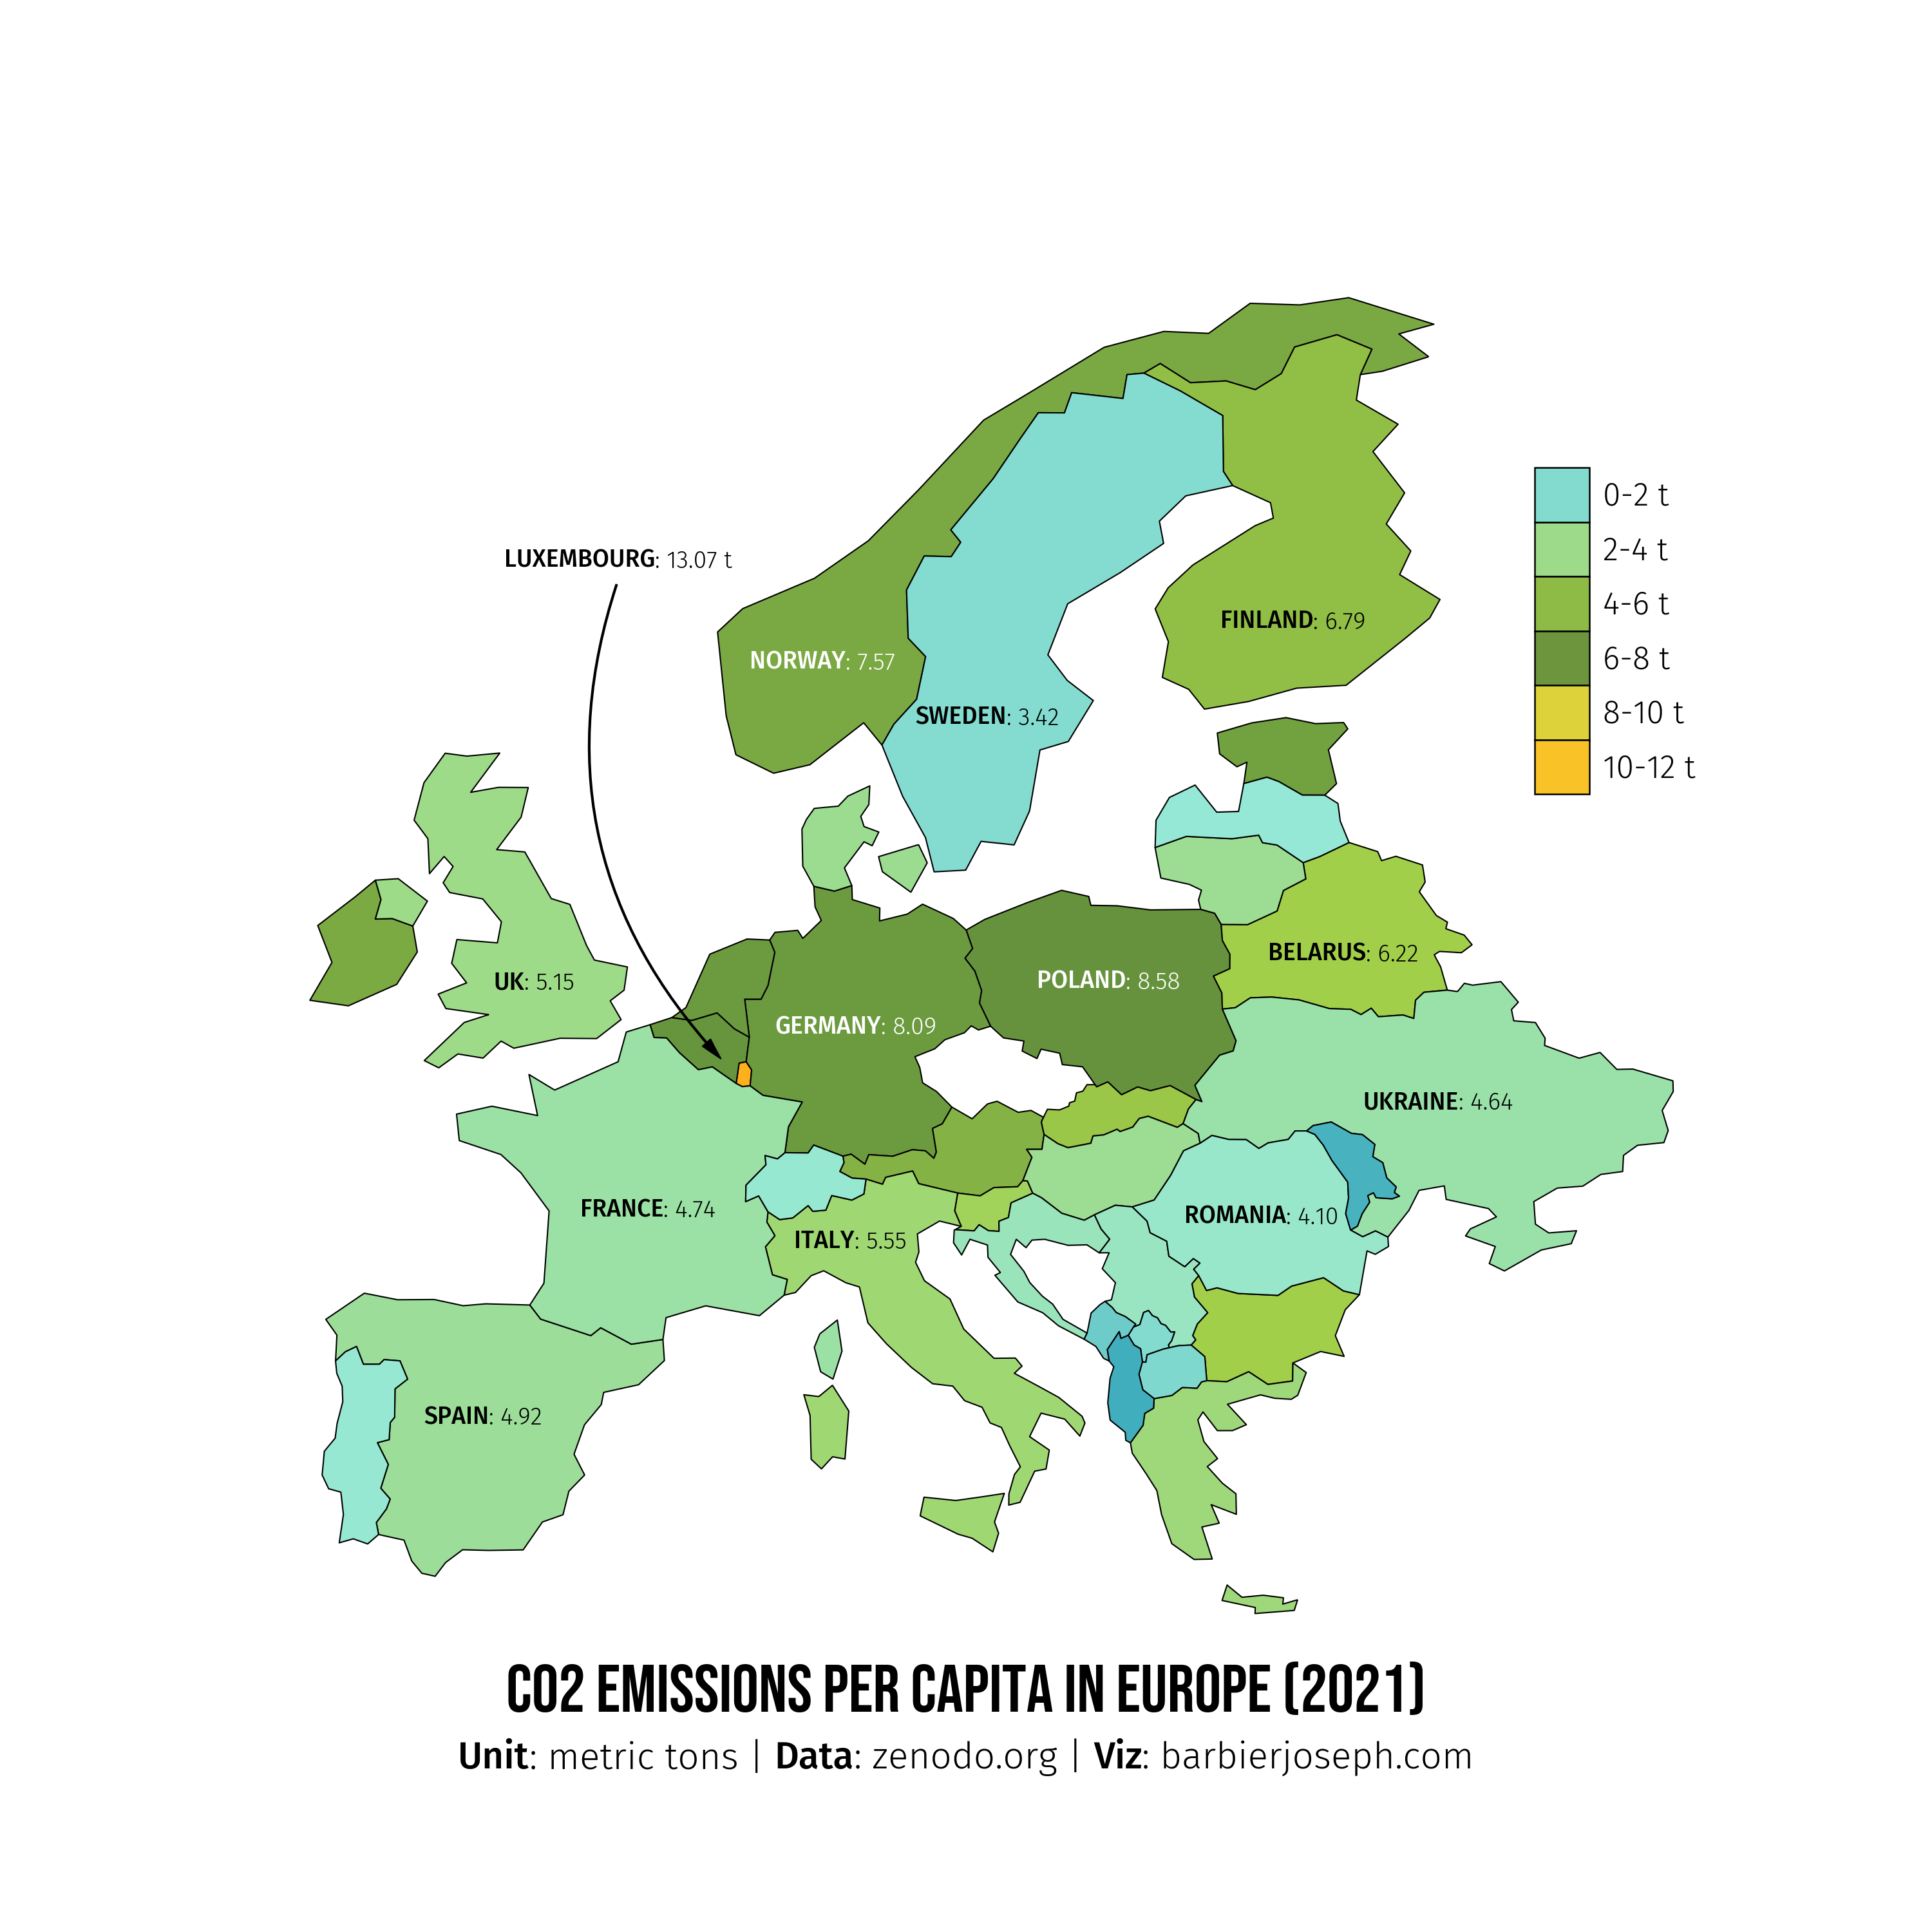 LUXEMBOURG: 13.07 t
0-2 t
2-4 t
4-6 t
6-8 t
8-10 t
10-12 t
FINLAND: 6.79
NORWAY: 7.57
SWEDEN: 3.42
BELARUS: 6.22
UK: 5.15
POLAND: 8.58
GERMANY: 8.09
UKRAINE: 4.64
FRANCE: 4.74
ROMANIA: 4.10
ITALY: 5.55
SPAIN: 4.92
CO2 EMISSIONS PER CAPITA IN EUROPE (2021)
Unit: metric tons | Data: zenodo.org | Viz: barbierjoseph.com